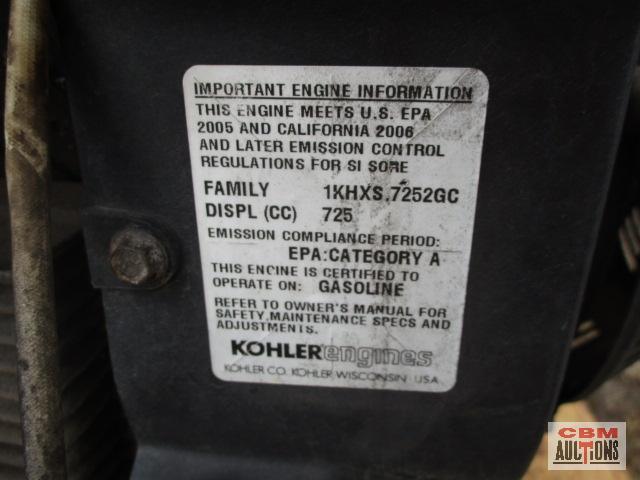 IMPORTANT ENGINE INFORMATION
THIS ENGINE MEETS U.S. EPA
2005 AND CALIFORNIA 2006
AND LATER EMISSION CONTROL
REGULATIONS FOR SI SORE
FAMILY 1KHXS.7252GC
DISPL (CC) 725
EMISSION COMPLIANCE PERIOD:
EPA:CATEGORY A
THIS ENGINE IS CERTIFIED TO
OPERATE ON: GASOLINE
REFER TO OWNER'S MANUAL FOR
SAFETY, MAINTENANCE SPECS AND
ADJUSTMENTS.
KOHLER engines
KOHLER CO. KOHLER WISCONSIN USA
CBM
AUCTIONS